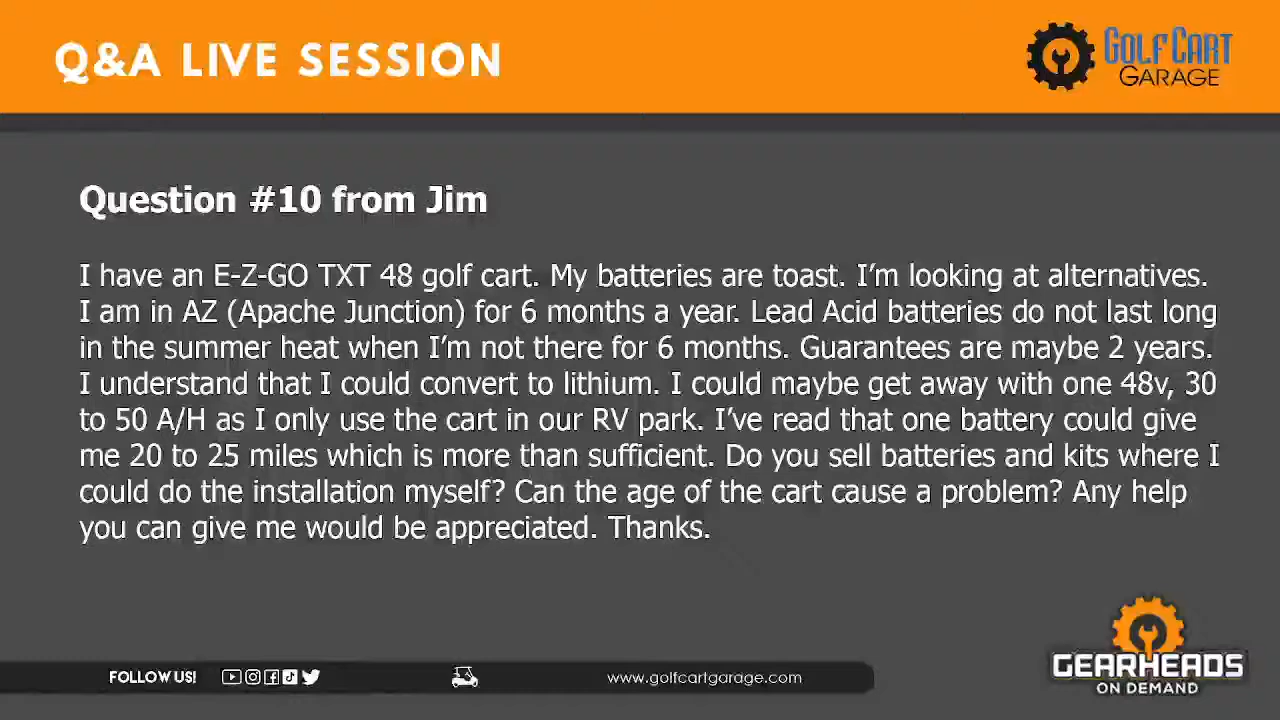 Q&A LIVE SESSION
GOLF CART
GARAGE
Question #10 from Jim
I have an E-Z-GO TXT 48 golf cart. My batteries are toast. I’m looking at alternatives.
I am in AZ (Apache Junction) for 6 months a year. Lead Acid batteries do not last long
in the summer heat when I’m not there for 6 months. Guarantees are maybe 2 years.
I understand that I could convert to lithium. I could maybe get away with one 48v, 30
to 50 A/H as I only use the cart in our RV park. I’ve read that one battery could give
me 20 to 25 miles which is more than sufficient. Do you sell batteries and kits where I
could do the installation myself? Can the age of the cart cause a problem? Any help
you can give me would be appreciated. Thanks.
FOLLOW US!
www.golfcartgarage.com
GEARHEADS
ON DEMAND